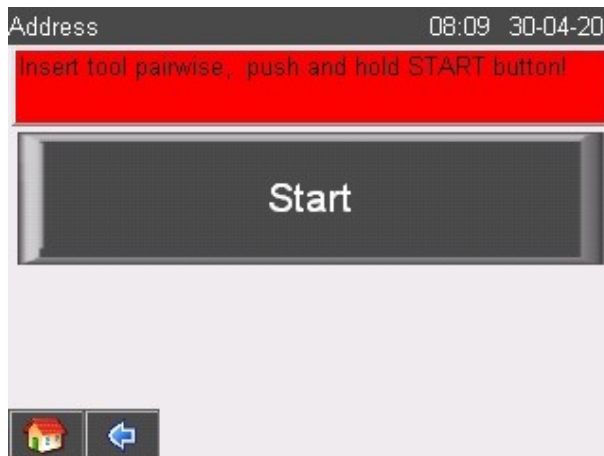 Address 08:09 30-04-20
Insert tool pairwise, push and hold START button!
Start